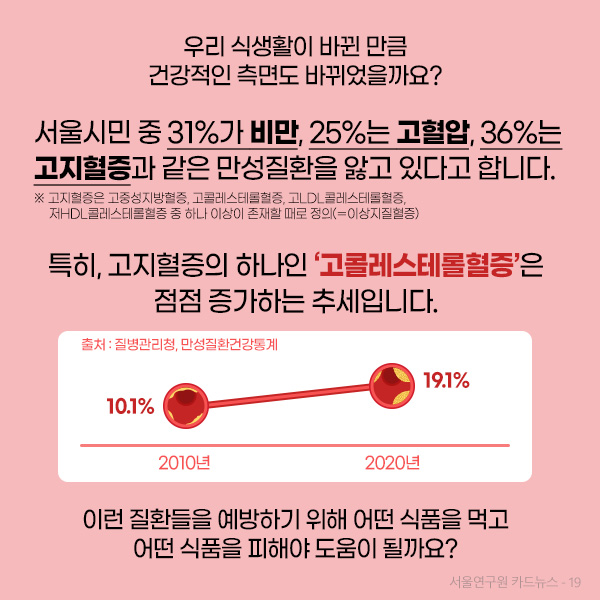 우리 식생활이 바뀐 만큼
건강적인 측면도 바뀌었을까요?
서울시민 중 31%가 비만, 25%는 고혈압, 36%는
고지혈증과 같은 만성질환을 앓고 있다고 합니다.
※ 고지혈증은 고중성지방혈증, 고콜레스테롤혈증, 고LDL콜레스테롤혈증,
저HDL콜레스테롤혈증 중 하나 이상이 존재할 때로 정의(=이상지질혈증)
특히, 고지혈증의 하나인 ‘고콜레스테롤혈증’은
점점 증가하는 추세입니다.
출처 : 질병관리청, 만성질환건강통계
19.1%
10.1%
2010년 2020년
이런 질환들을 예방하기 위해 어떤 식품을 먹고
어떤 식품을 피해야 도움이 될까요?
서울연구원 카드뉴스 - 19